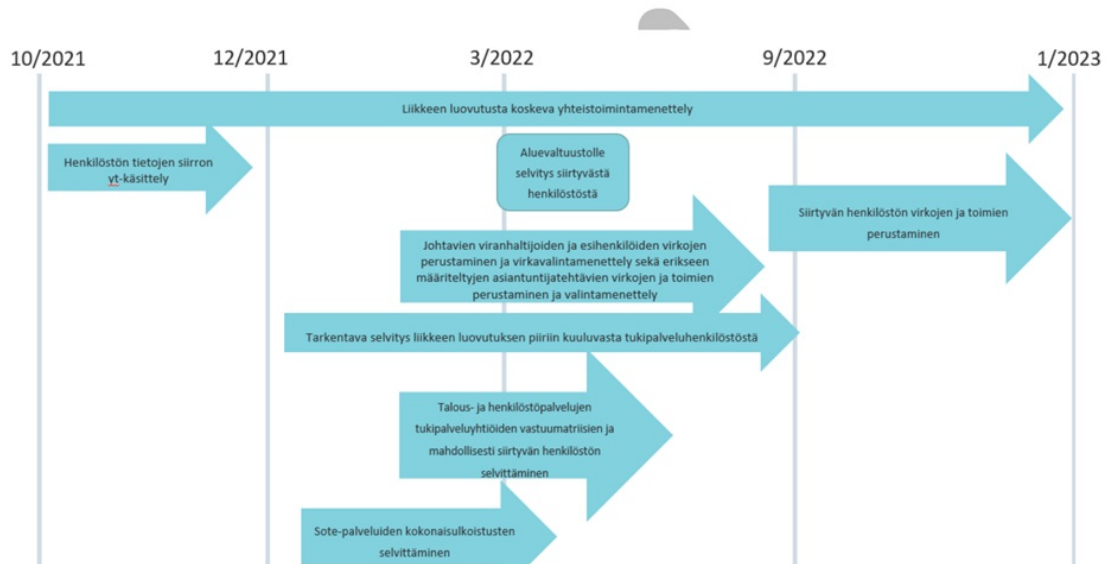 10/2021 12/2021 3/2022 9/2022 1/2023
Liikkeen luovutusta koskeva yhteistoimintamenettely
Henkilöstön tietojen siirron
yt-käsittely
Aluevaltuustolle
selvitys siirtyvästä
henkilöstöstä
Siirtyvän henkilöstön virkojen ja toimien
perustaminen
Johtavien viranhaltijoiden ja esihenkilöiden virkojen
perustaminen ja virkavalintamenettely sekä erikseen
määriteltyjen asiantuntijatehtävien virkojen ja toimien
perustaminen ja valintamenettely
Tarkentava selvitys liikkeen luovutuksen piiriin kuuluvasta tukipalveluhenkilöstöstä
Talous- ja henkilöstöpalvelujen
tukipalveluyhtiöiden vastuumatriisien ja
mahdollisesti siirtyvän henkilöstön
selvittäminen
Sote-palveluiden kokonaisulkoistusten
selvittäminen